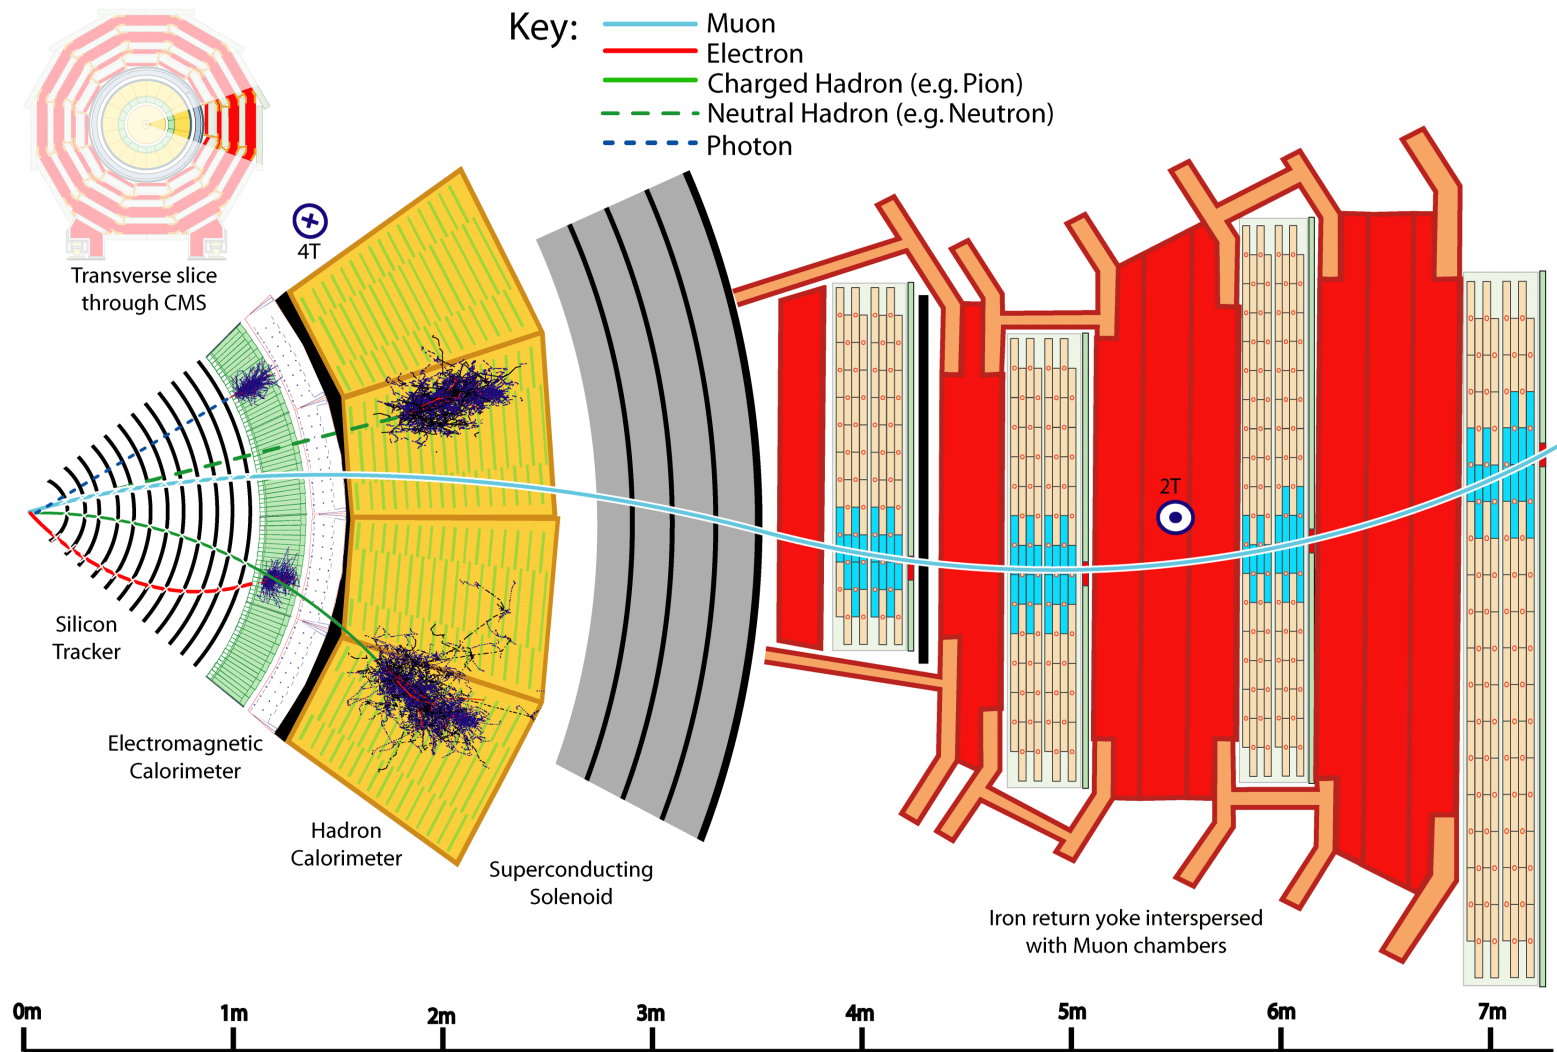 Key:
Muon
Electron
Charged Hadron (e.g. Pion)
Neutral Hadron (e.g. Neutron)
Photon
Transverse slice
through CMS
4T
2T
Silicon
Tracker
Electromagnetic
Calorimeter
Hadron
Calorimeter
Superconducting
Solenoid
Iron return yoke interspersed
with Muon chambers
0m 1m 2m 3m 4m 5m 6m 7m